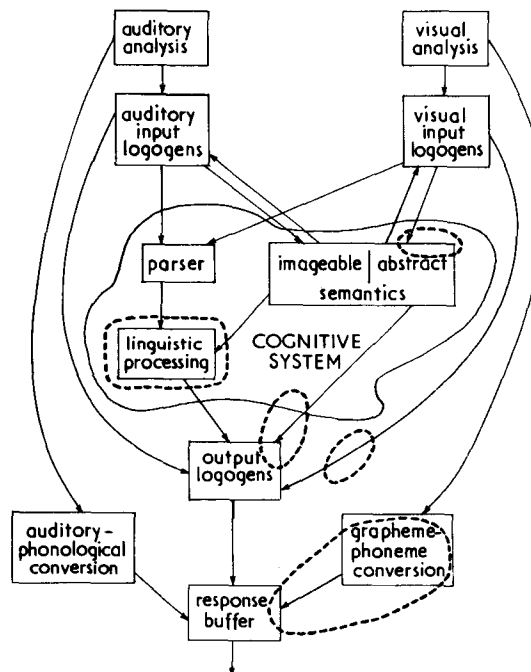 auditory
analysis
visual
analysis
auditory
input
logogens
visual
input
logogens
parser
imageable | abstract
semantics
linguistic
processing
COGNITIVE
SYSTEM
output
logogens
auditory-
phonological
conversion
grapheme-
phoneme
conversion
response
buffer